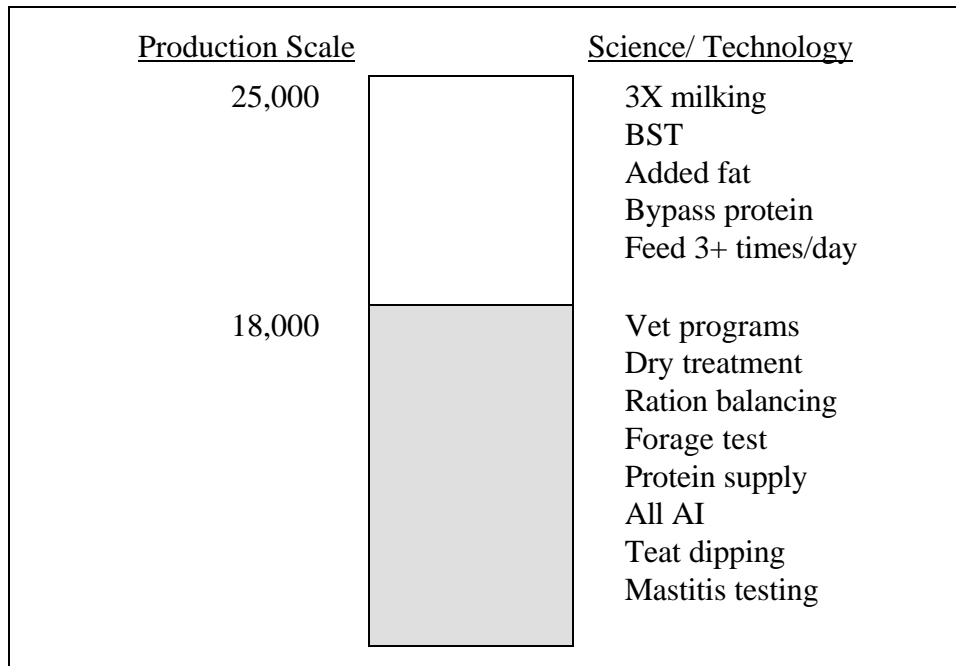 Production Scale Science/ Technology
25,000 3X milking
BST
Added fat
Bypass protein
Feed 3+ times/day
18,000 Vet programs
Dry treatment
Ration balancing
Forage test
Protein supply
All AI
Teat dipping
Mastitis testing